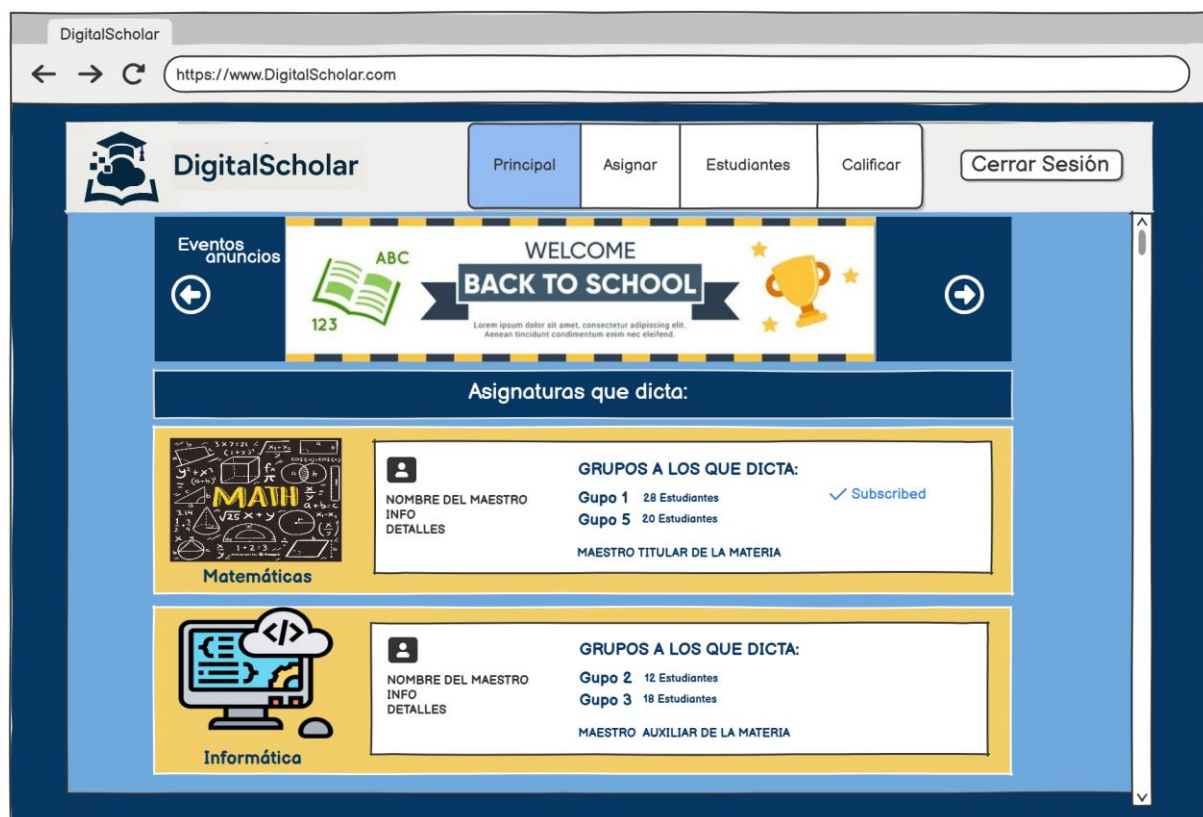 DigitalScholar
https://www.DigitalScholar.com
DigitalScholar
Principal
Asignar
Estudiantes
Calificar
Cerrar Sesión
Eventos
anuncios
ABC
123
WELCOME
BACK TO SCHOOL
Lorem ipsum dolor sit amet, consectetur adipiscing elit.
Aenean tincidunt condimentum enim nec eleifend.
Asignaturas que dicta:
MATH
Matemáticas
NOMBRE DEL MAESTRO
INFO
DETALLES
GRUPOS A LOS QUE DICTA:
Gupo 1 28 Estudiantes
Gupo 5 20 Estudiantes
MAESTRO TITULAR DE LA MATERIA
Subscribed
</>
Informática
NOMBRE DEL MAESTRO
INFO
DETALLES
GRUPOS A LOS QUE DICTA:
Gupo 2 12 Estudiantes
Gupo 3 18 Estudiantes
MAESTRO AUXILIAR DE LA MATERIA